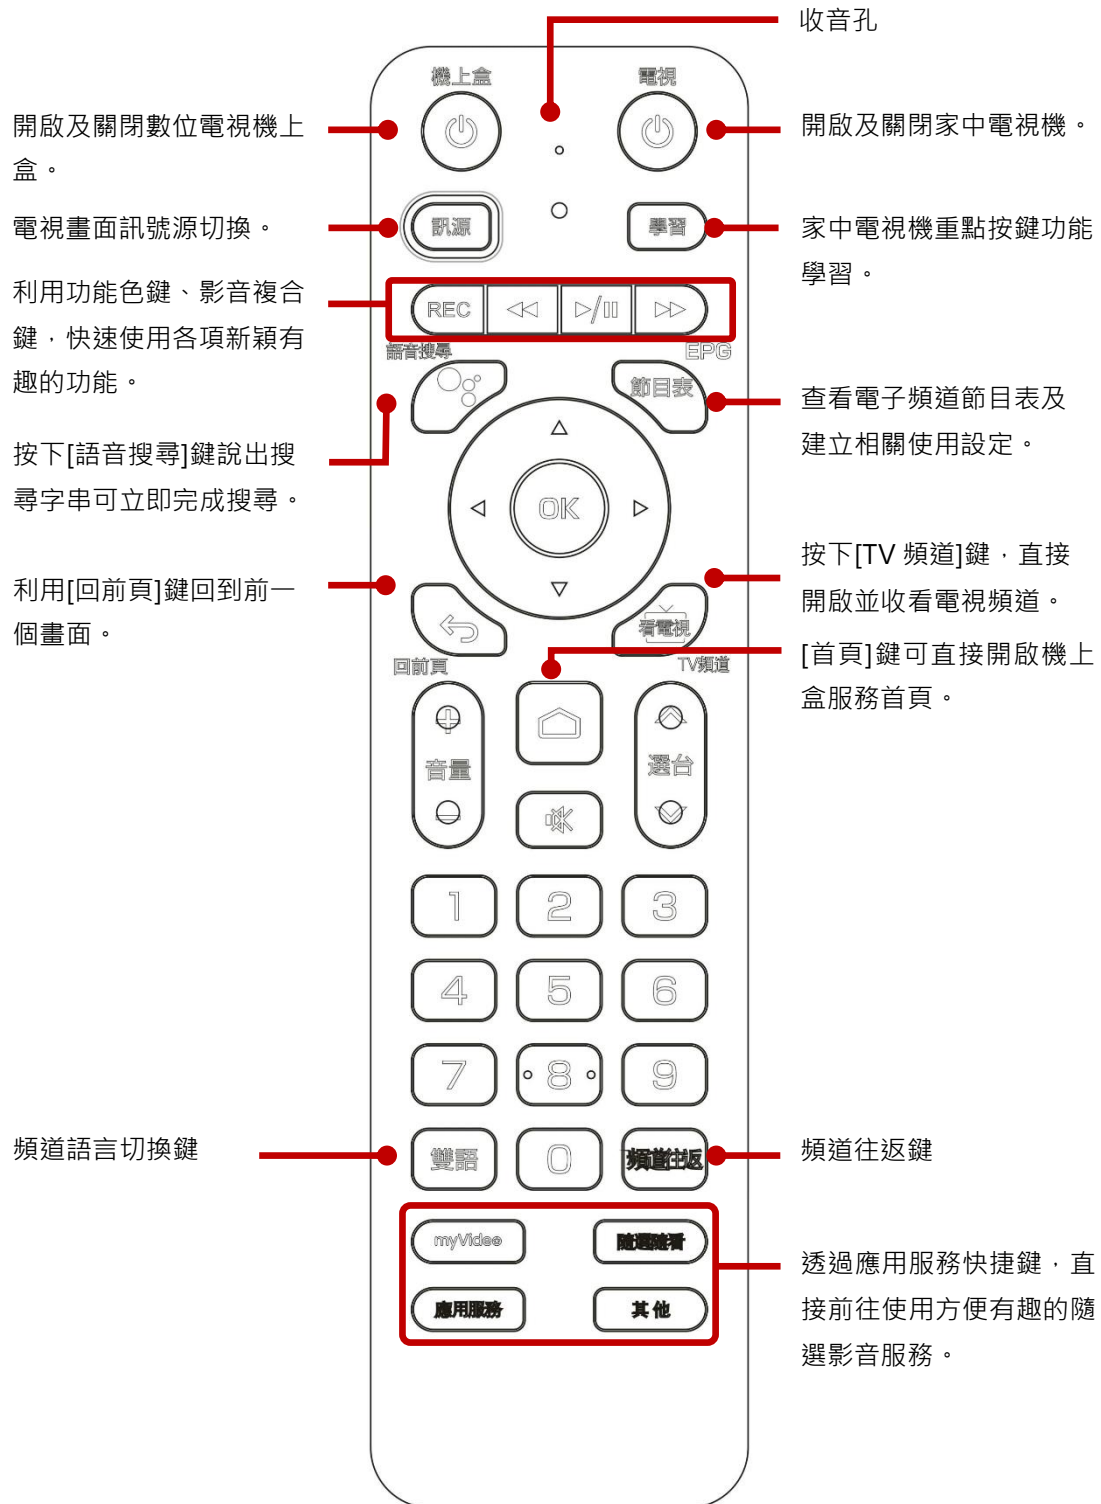 收音孔
機上盒
電視
開啟及關閉數位電視機上
盒。
開啟及關閉家中電視機。
電視畫面訊號源切換。
訊源
學習
家中電視機重點按鍵功能
學習。
利用功能色鍵、影音複合
鍵，快速使用各項新穎有
趣的功能。
REC
語音搜尋
EPG
節目表
查看電子頻道節目表及
建立相關使用設定。
按下[語音搜尋]鍵說出搜
尋字串可立即完成搜尋。
OK
按下[TV 頻道]鍵，直接
開啟並收看電視頻道。
利用[回前頁]鍵回到前一
個畫面。
看電視
回前頁
TV頻道
[首頁]鍵可直接開啟機上
盒服務首頁。
音量
選台
1 2 3
4 5 6
7 8 9
頻道語言切換鍵
雙語 0 頻道往返
頻道往返鍵
myVideo 隨選隨看
應用服務 其他
透過應用服務快捷鍵，直
接前往使用方便有趣的隨
選影音服務。